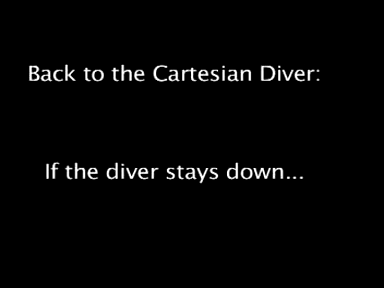 Back to the Cartesian Diver:
If the diver stays down...